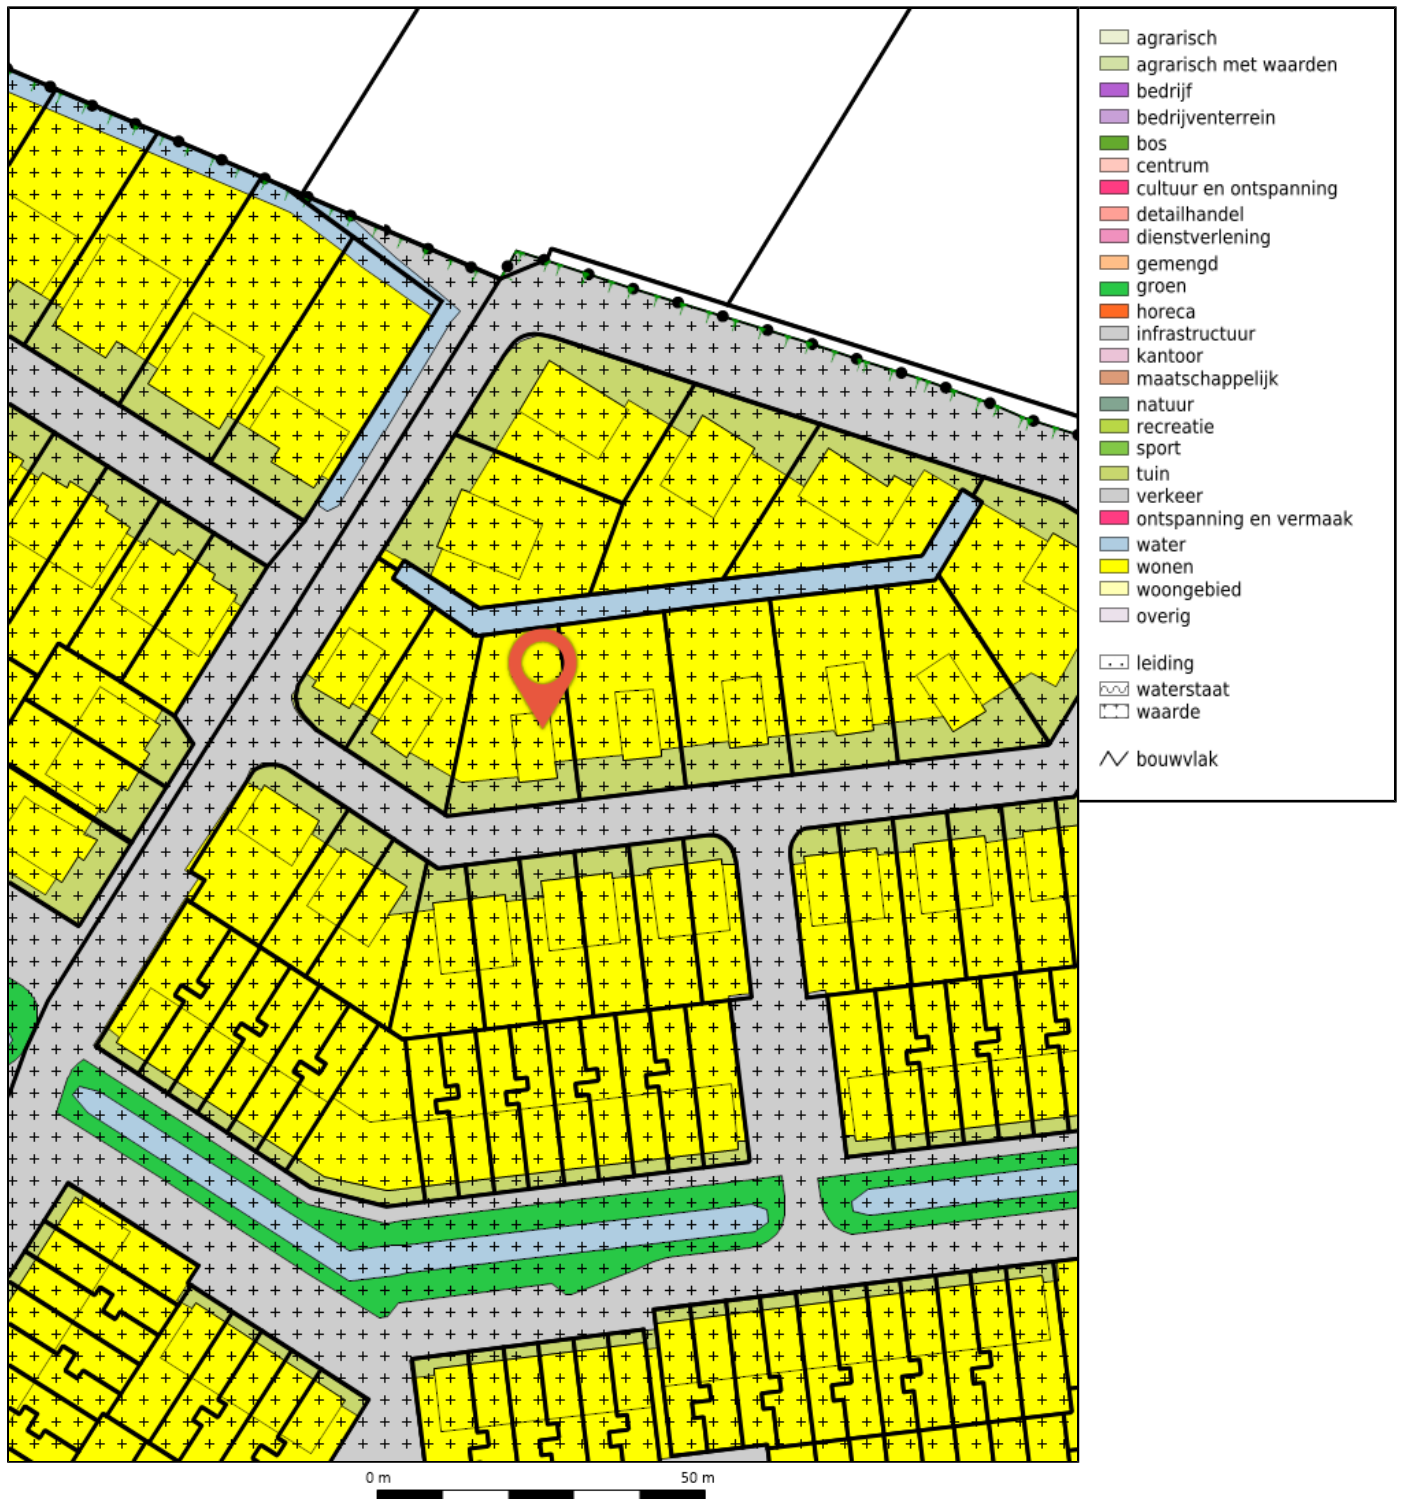 agrarisch
agrarisch met waarden
bedrijf
bedrijventerrein
bos
centrum
cultuur en ontspanning
detailhandel
dienstverlening
gemengd
groen
horeca
infrastructuur
kantoor
maatschappelijk
natuur
recreatie
sport
tuin
verkeer
ontspanning en vermaak
water
wonen
woongebied
overig
leiding
waterstaat
waarde
bouwvlak
0 m 50 m